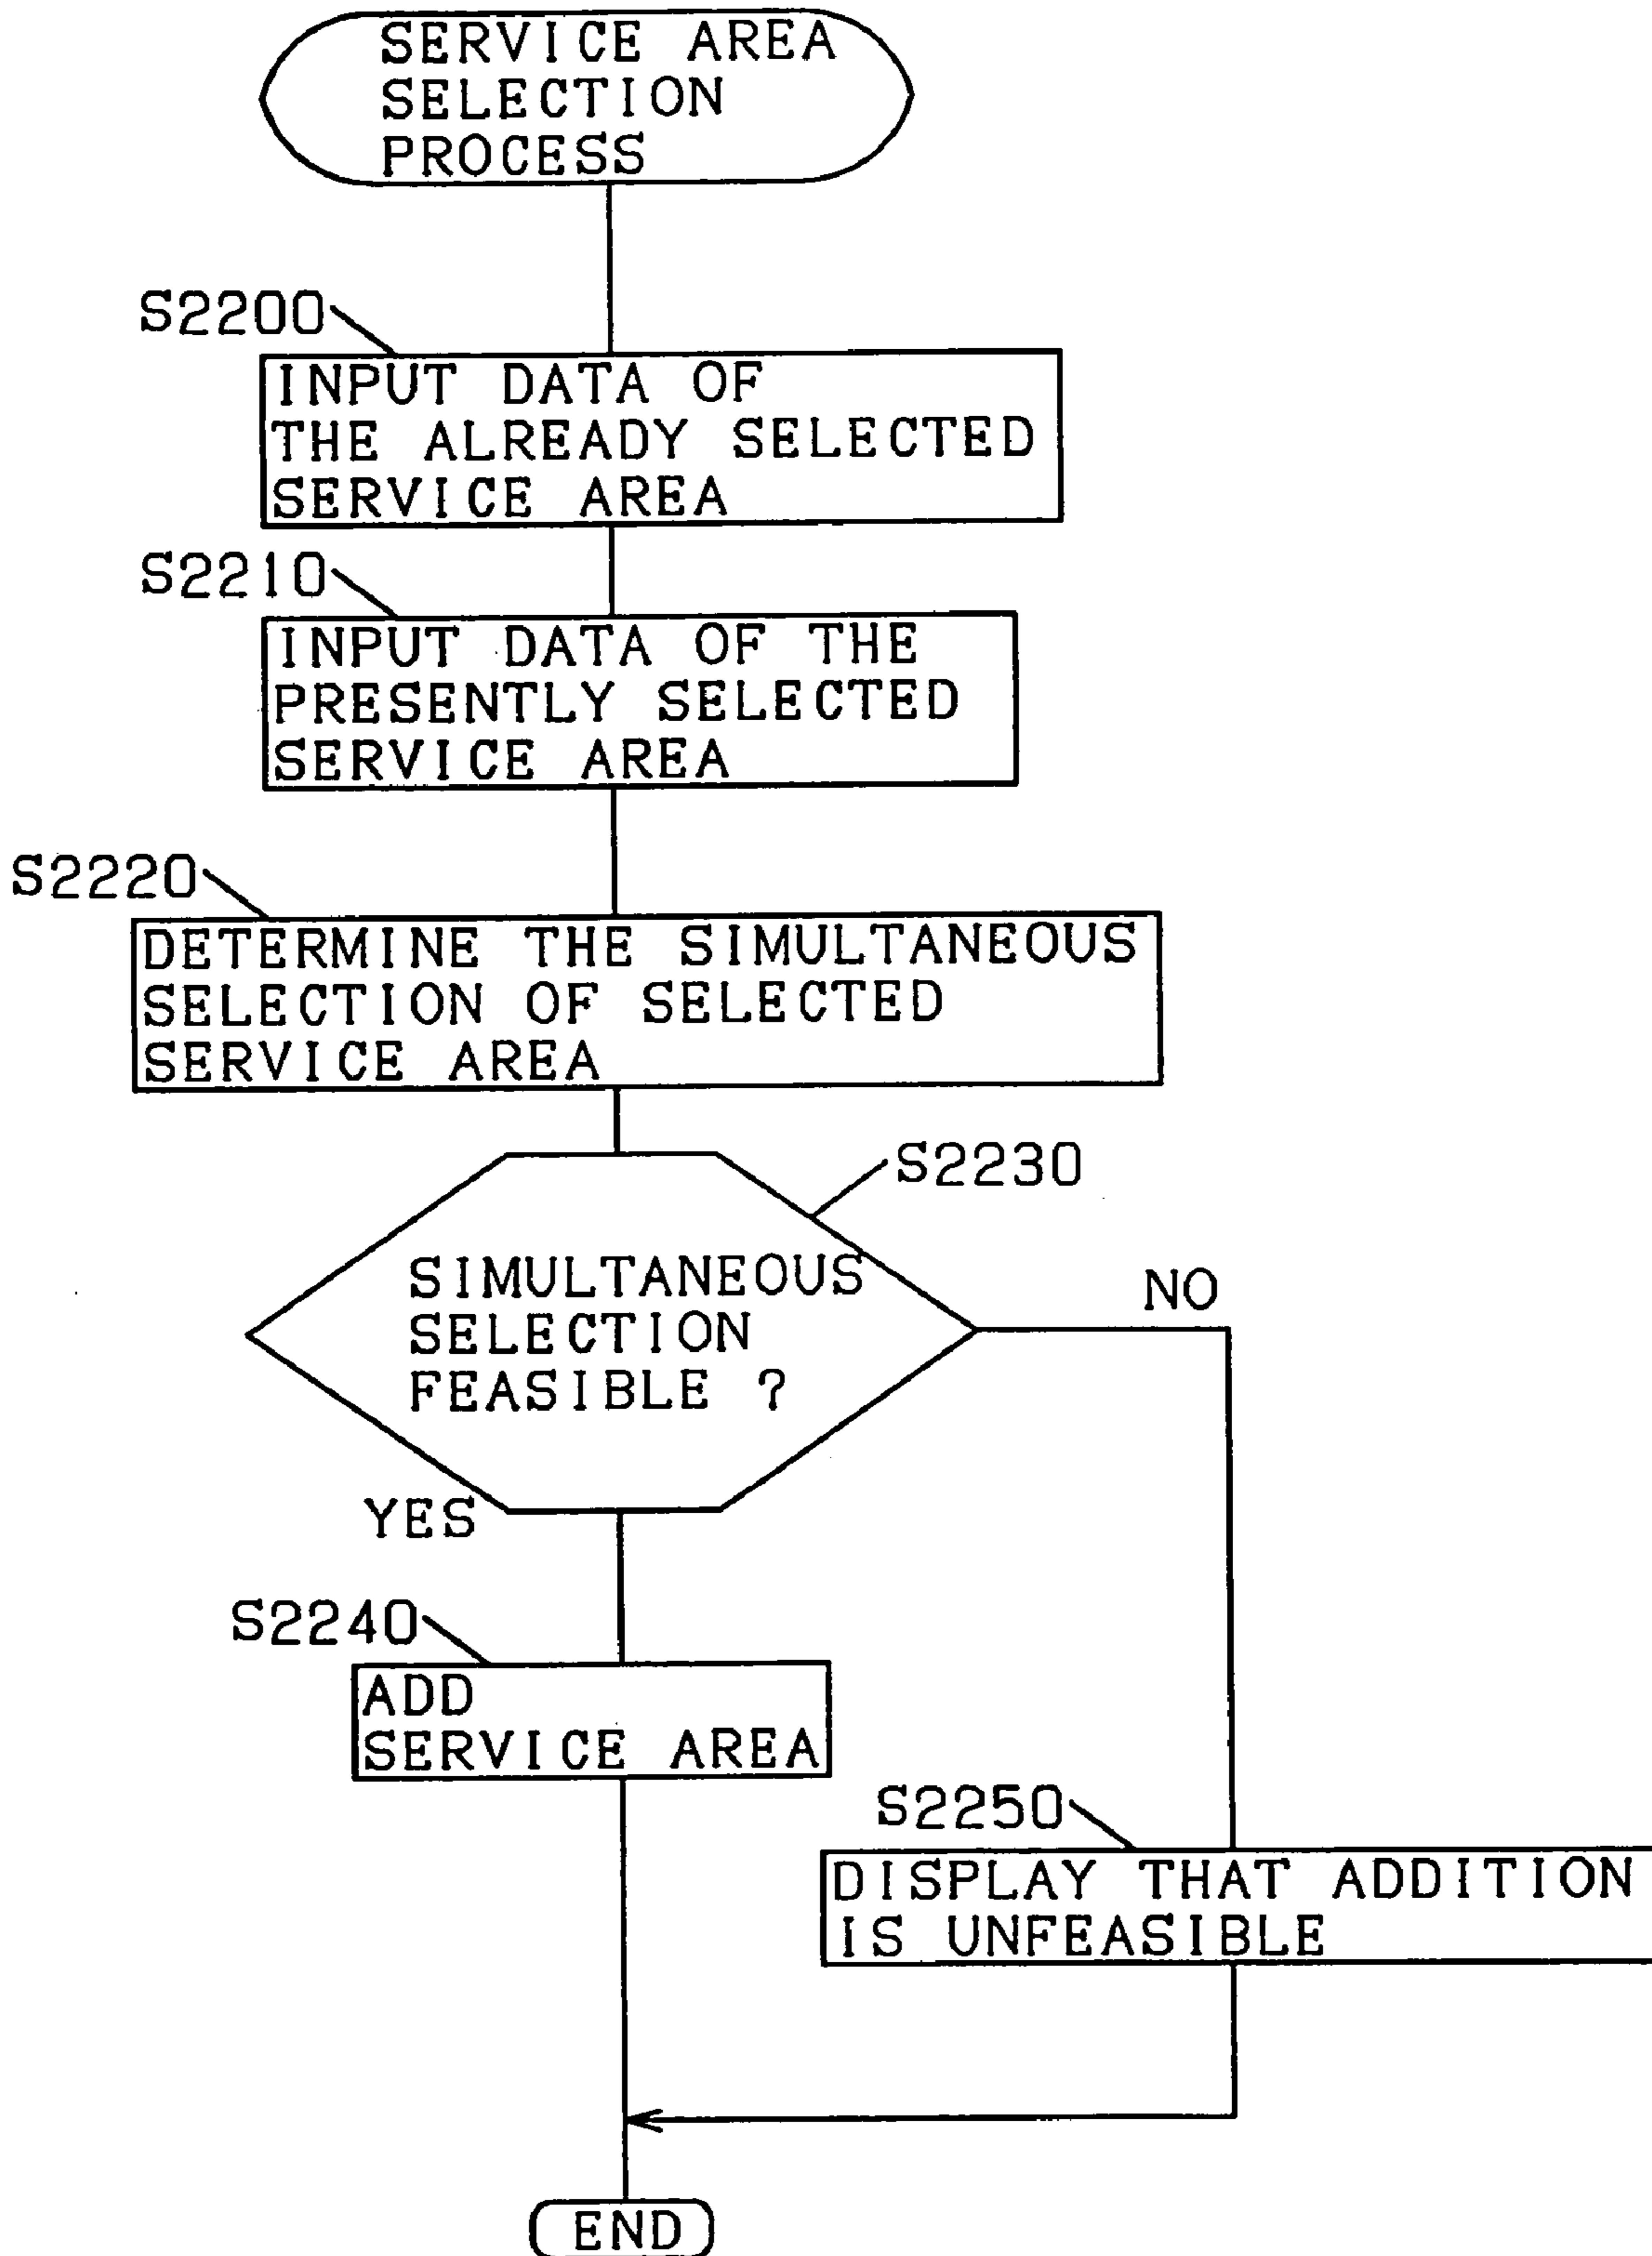 SERVICE AREA
SELECTION
PROCESS
S2200
INPUT DATA OF
THE ALREADY SELECTED
SERVICE AREA
S2210
INPUT DATA OF THE
PRESENTLY SELECTED
SERVICE AREA
S2220
DETERMINE THE SIMULTANEOUS
SELECTION OF SELECTED
SERVICE AREA
S2230
SIMULTANEOUS
SELECTION
FEASIBLE ?
NO
YES
S2240
ADD
SERVICE AREA
S2250
DISPLAY THAT ADDITION
IS UNFEASIBLE
END